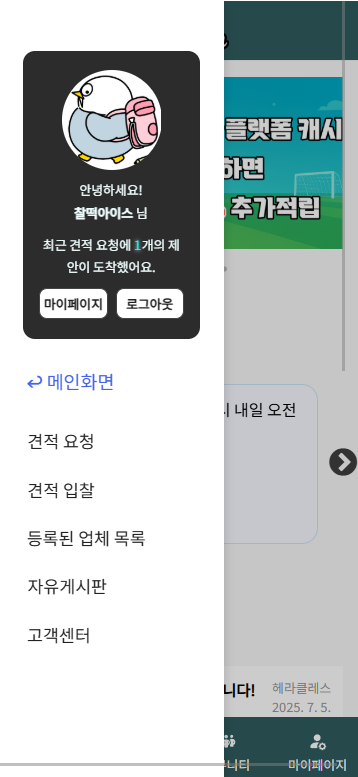 안녕하세요!
찰떡아이스 님
최근 견적 요청에 1개의 제
안이 도착했어요.
마이페이지
로그아웃
메인화면
견적 요청
견적 입찰
등록된 업체 목록
자유게시판
고객센터
플랫폼 캐시
하면
추가적립
내일 오전
니다!
헤라클레스
2025. 7. 5.
뮤니티
마이페이지